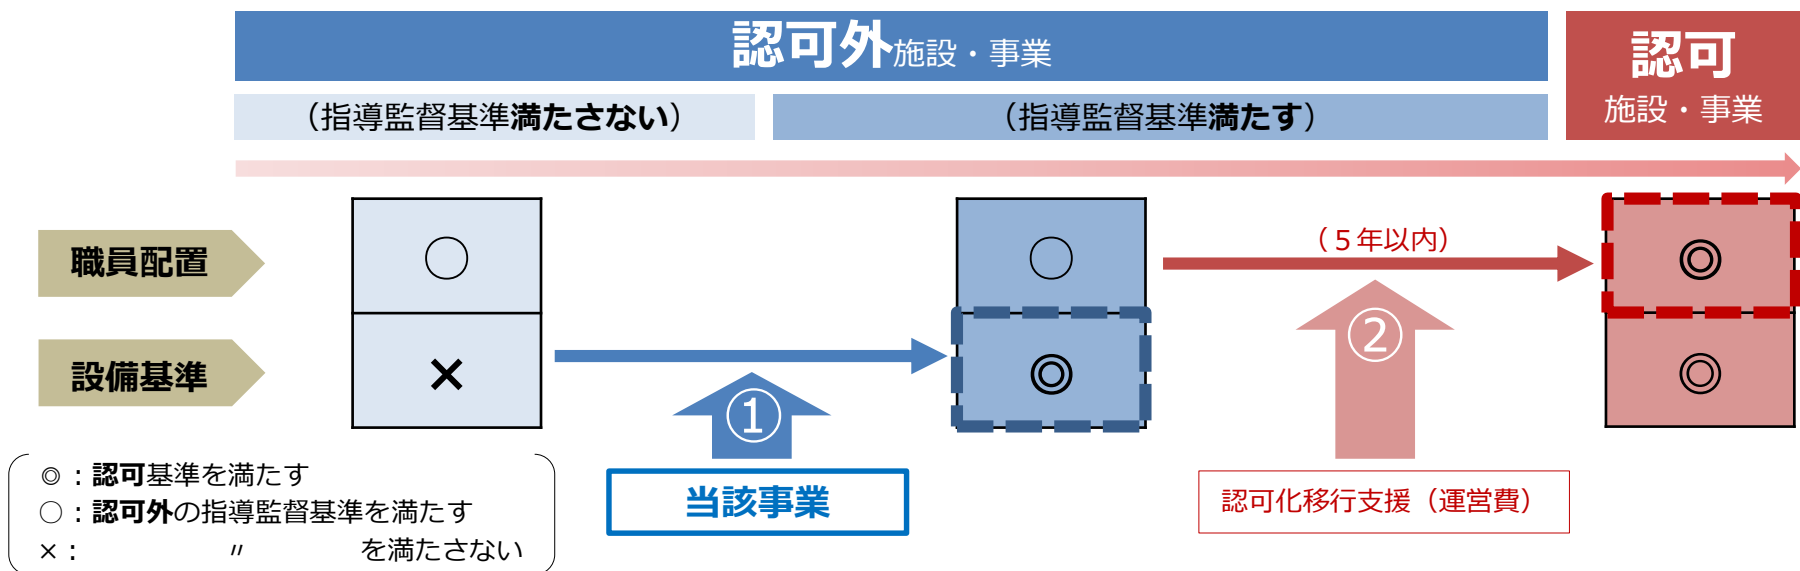 認可外施設・事業
認可
施設・事業
（指導監督基準満たさない）
（指導監督基準満たす）
職員配置
○
○
（５年以内）
◎
設備基準
×
◎
◎
①
②
当該事業
認可化移行支援（運営費）
◎：認可基準を満たす
○：認可外の指導監督基準を満たす
×： 〃 を満たさない